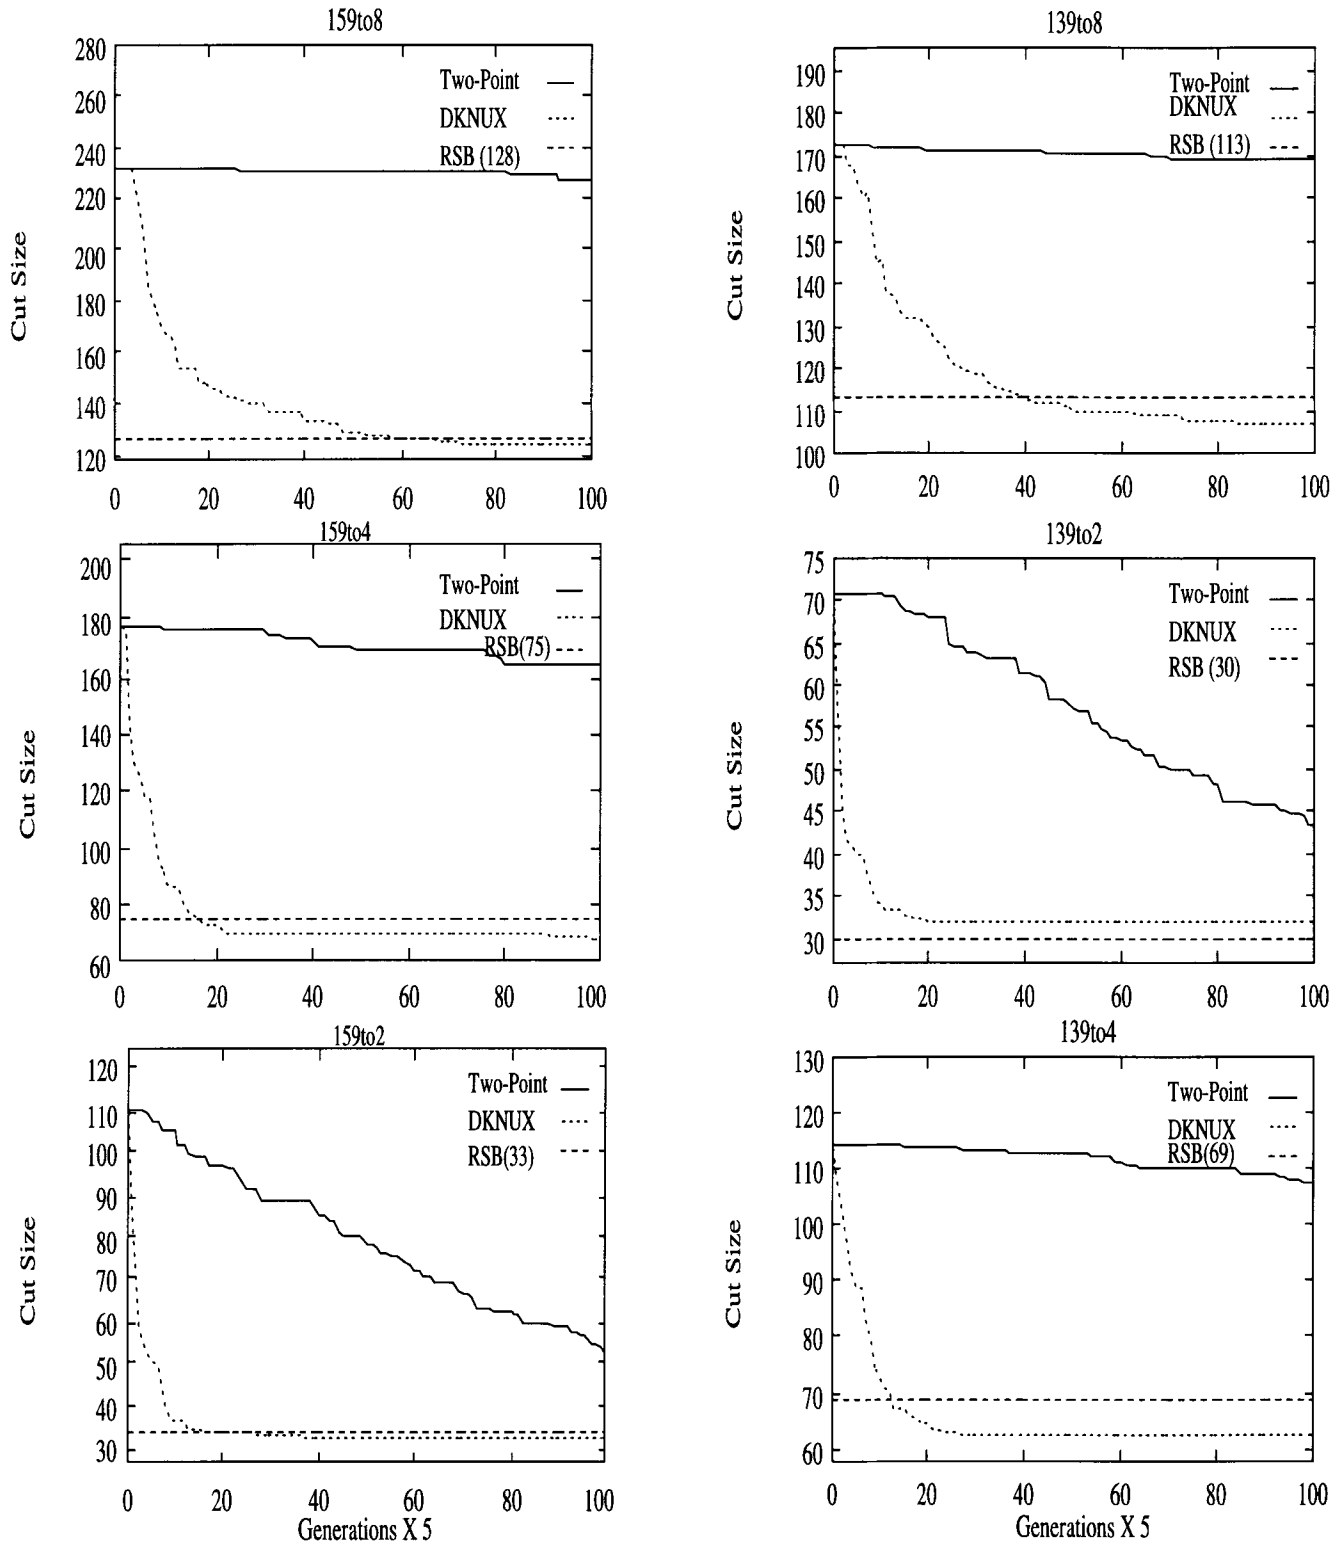 159to8
280
260
240
220
200
180
160
140
120
Cut Size
Two-Point
DKNUX
RSB (128)
0 20 40 60 80 100
139to8
190
180
170
160
150
140
130
120
110
100
Cut Size
Two-Point
DKNUX
RSB (113)
0 20 40 60 80 100
159to4
200
180
160
140
120
100
80
60
Cut Size
Two-Point
DKNUX
RSB(75)
0 20 40 60 80 100
139to2
75
70
65
60
55
50
45
40
35
30
Cut Size
Two-Point
DKNUX
RSB (30)
0 20 40 60 80 100
159to2
120
110
100
90
80
70
60
50
40
30
Cut Size
Two-Point
DKNUX
RSB(33)
0 20 40 60 80 100
Generations X 5
139to4
130
120
110
100
90
80
70
60
Cut Size
Two-Point
DKNUX
RSB(69)
0 20 40 60 80 100
Generations X 5